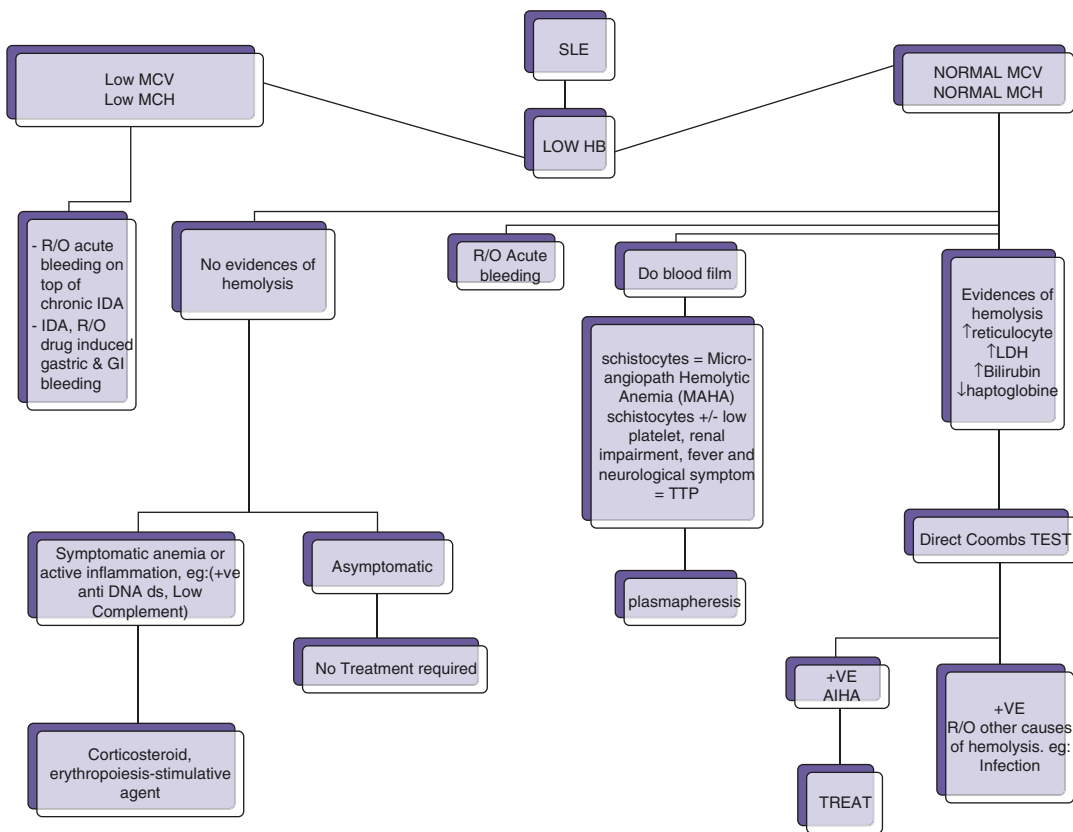 SLE
LOW HB
Low MCV
Low MCH
NORMAL MCV
NORMAL MCH
- R/O acute
bleeding on
top of
chronic IDA
- IDA, R/O
drug induced
gastric & GI
bleeding
No evidences of
hemolysis
R/O Acute
bleeding
Do blood film
Evidences of
hemolysis
↑reticulocyte
↑LDH
↑Bilirubin
↓haptoglobine
schistocytes = Micro-
angiopath Hemolytic
Anemia (MAHA)
schistocytes +/- low
platelet, renal
impairment, fever and
neurological symptom
= TTP
Symptomatic anemia or
active inflammation, eg:(+ve
anti DNA ds, Low
Complement)
Asymptomatic
plasmapheresis
Direct Coombs TEST
No Treatment required
+VE
AIHA
+VE
R/O other causes
of hemolysis. eg:
Infection
Corticosteroid,
erythropoiesis-stimulative
agent
TREAT